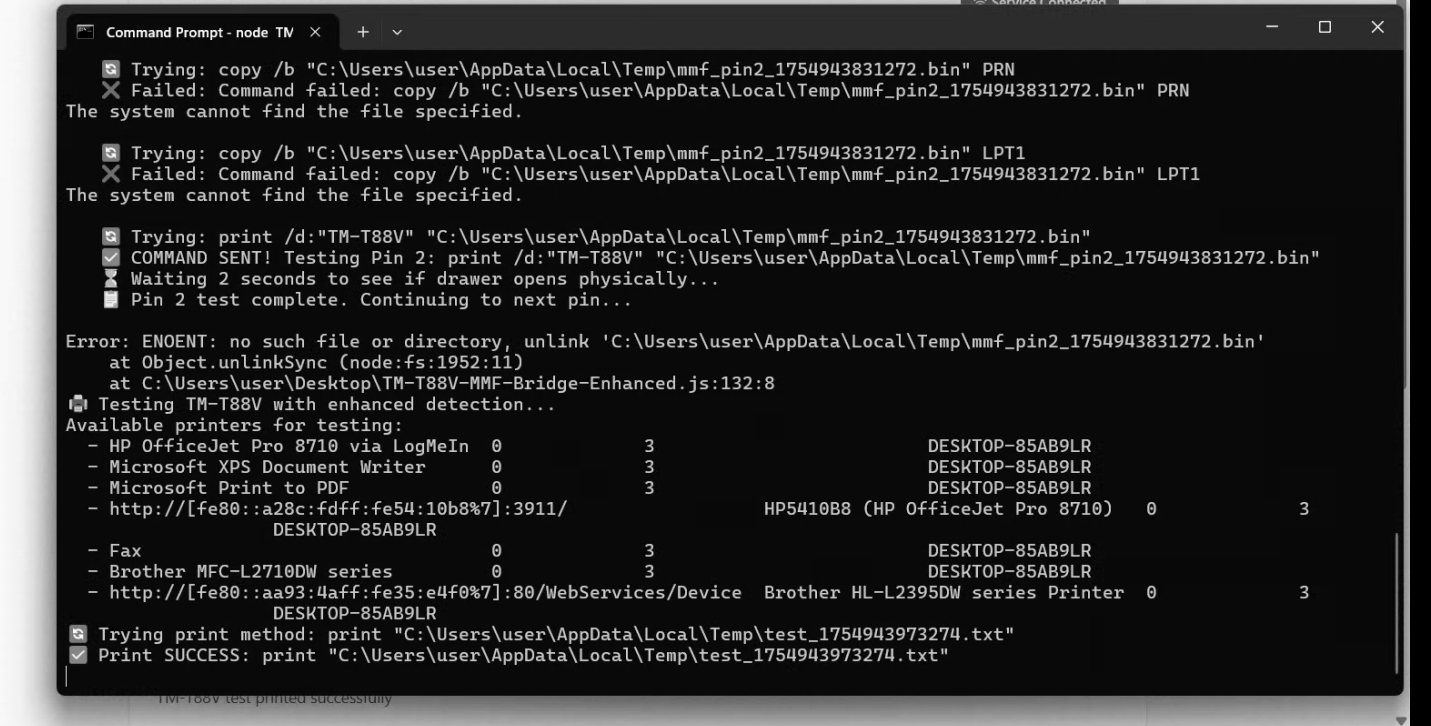 Service Connected
Command Prompt - node TM
Trying: copy /b "C:\Users\user\AppData\Local\Temp\mmf_pin2_1754943831272.bin" PRN
Failed: Command failed: copy /b "C:\Users\user\AppData\Local\Temp\mmf_pin2_1754943831272.bin" PRN
The system cannot find the file specified.
Trying: copy /b "C:\Users\user\AppData\Local\Temp\mmf_pin2_1754943831272.bin" LPT1
Failed: Command failed: copy /b "C:\Users\user\AppData\Local\Temp\mmf_pin2_1754943831272.bin" LPT1
The system cannot find the file specified.
Trying: print /d:"TM-T88V" "C:\Users\user\AppData\Local\Temp\mmf_pin2_1754943831272.bin"
COMMAND SENT! Testing Pin 2: print /d:"TM-T88V" "C:\Users\user\AppData\Local\Temp\mmf_pin2_1754943831272.bin"
Waiting 2 seconds to see if drawer opens physically...
Pin 2 test complete. Continuing to next pin...
Error: ENOENT: no such file or directory, unlink 'C:\Users\user\AppData\Local\Temp\mmf_pin2_1754943831272.bin'
at Object.unlinkSync (node:fs:1952:11)
at C:\Users\user\Desktop\TM-T88V-MMF-Bridge-Enhanced.js:132:8
Testing TM-T88V with enhanced detection...
Available printers for testing:
- HP OfficeJet Pro 8710 via LogMeIn 0 3 DESKTOP-85AB9LR
- Microsoft XPS Document Writer 0 3 DESKTOP-85AB9LR
- Microsoft Print to PDF 0 3 DESKTOP-85AB9LR
- http://[fe80::a28c:fdff:fe54:10b8%7]:3911/ HP5410B8 (HP OfficeJet Pro 8710) 0 3
DESKTOP-85AB9LR
- Fax 0 3 DESKTOP-85AB9LR
- Brother MFC-L2710DW series 0 3 DESKTOP-85AB9LR
- http://[fe80::aa93:4aff:fe35:e4f0%7]:80/WebServices/Device Brother HL-L2395DW series Printer 0 3
DESKTOP-85AB9LR
Trying print method: print "C:\Users\user\AppData\Local\Temp\test_1754943973274.txt"
Print SUCCESS: print "C:\Users\user\AppData\Local\Temp\test_1754943973274.txt"
TM-T88V test printed successfully